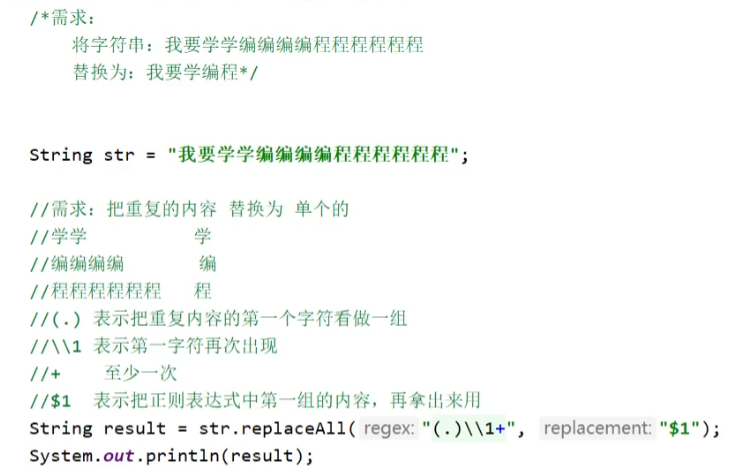 /*需求：
将字符串：我要学学编编编编程程程程程程
替换为：我要学编程*/
String str = "我要学学编编编编程程程程程程";
//需求：把重复的内容 替换为 单个的
//学学 学
//编编编编 编
//程程程程程程 程
//(.) 表示把重复内容的第一个字符看做一组
//\\1 表示第一字符再次出现
//+ 至少一次
//$1 表示把正则表达式中第一组的内容，再拿出来用
String result = str.replaceAll( regex: "(.)\\1+", replacement: "$1");
System.out.println(result);